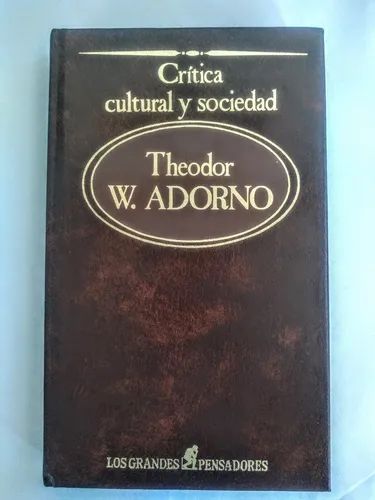 Crítica
cultural y sociedad
Theodor
W. ADORNO
LOS GRANDES PENSADORES